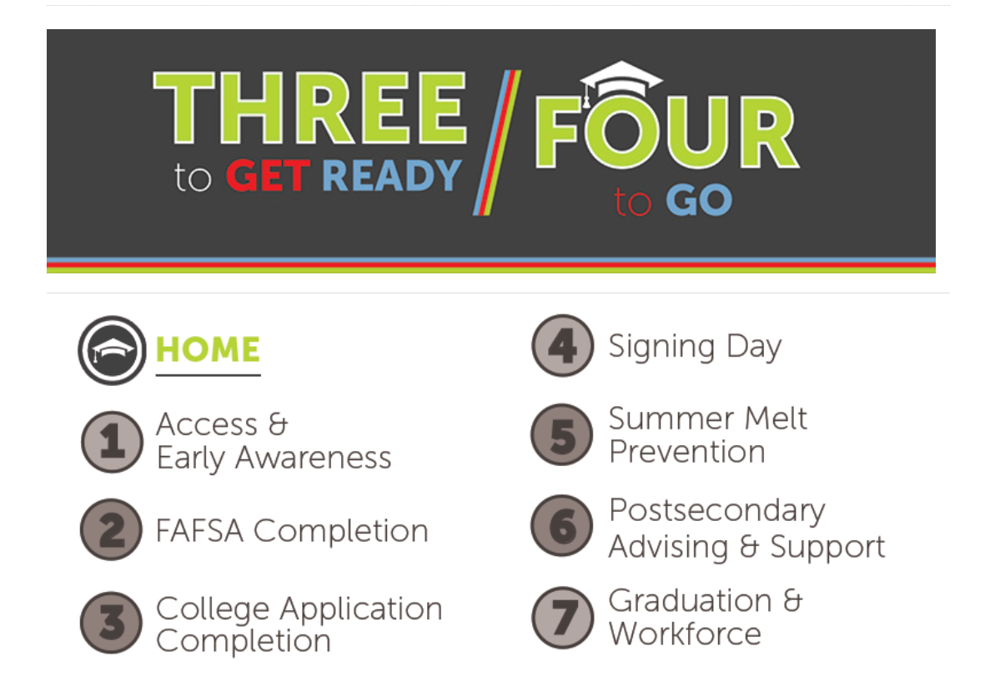 THREE
to GET READY
FOUR
to GO
HOME
1
Access &
Early Awareness
2
FAFSA Completion
3
College Application
Completion
4
Signing Day
5
Summer Melt
Prevention
6
Postsecondary
Advising & Support
7
Graduation &
Workforce